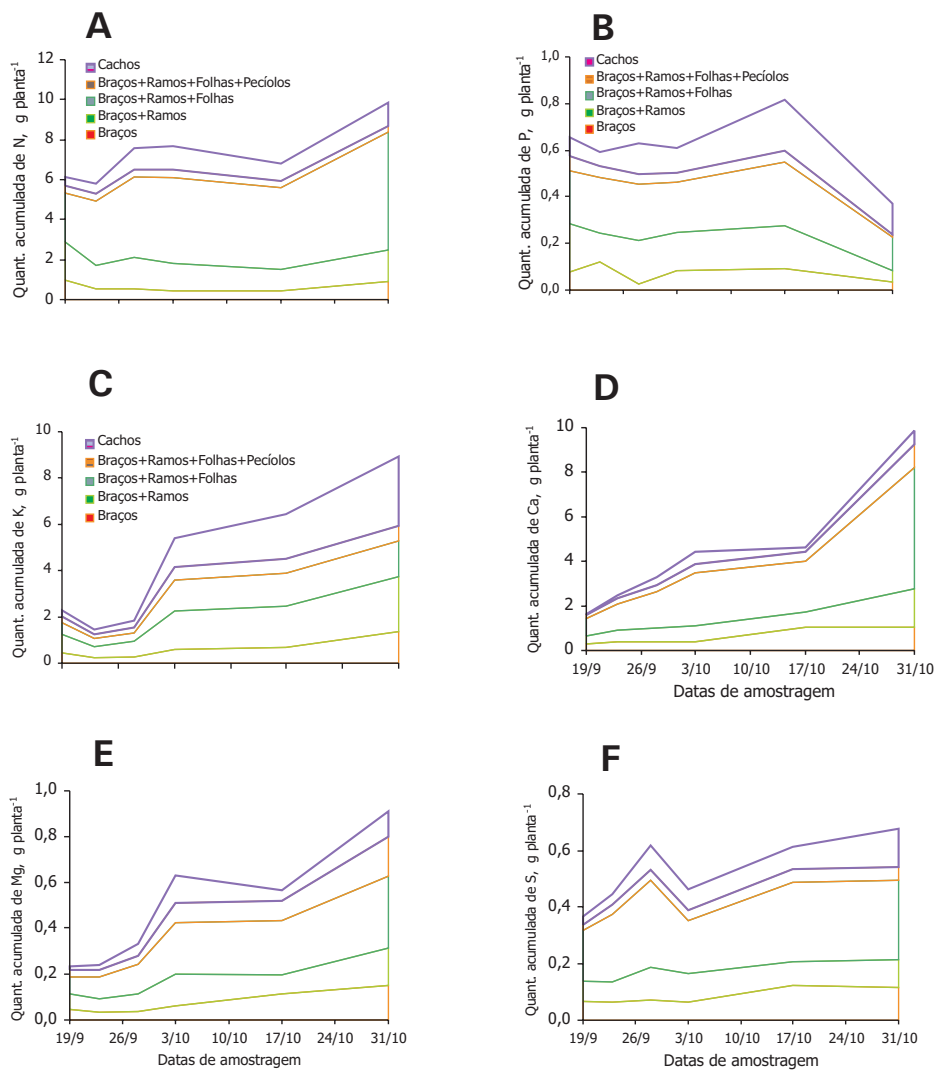 A
Quant. acumulada de N, g planta-1
12
10
8
6
4
2
0
Cachos
Braços+Ramos+Folhas+Pecíolos
Braços+Ramos+Folhas
Braços+Ramos
Braços
B
Quant. acumulada de P, g planta-1
1,0
0,8
0,6
0,4
0,2
0,0
Cachos
Braços+Ramos+Folhas+Pecíolos
Braços+Ramos+Folhas
Braços+Ramos
Braços
C
Quant. acumulada de K, g planta-1
10
8
6
4
2
0
Cachos
Braços+Ramos+Folhas+Pecíolos
Braços+Ramos+Folhas
Braços+Ramos
Braços
D
Quant. acumulada de Ca, g planta-1
10
8
6
4
2
0
19/9 26/9 3/10 10/10 17/10 24/10 31/10
Datas de amostragem
E
Quant. acumulada de Mg, g planta-1
1,0
0,8
0,6
0,4
0,2
0,0
19/9 26/9 3/10 10/10 17/10 24/10 31/10
Datas de amostragem
F
Quant. acumulada de S, g planta-1
0,8
0,6
0,4
0,2
0,0
19/9 26/9 3/10 10/10 17/10 24/10 31/10
Datas de amostragem